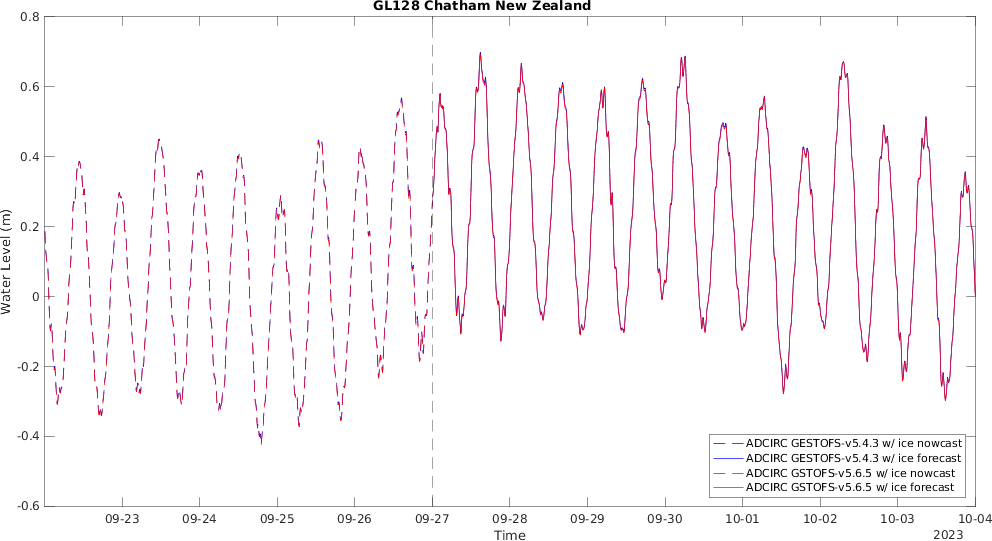 GL128 Chatham New Zealand
0.8
0.6
0.4
0.2
0
-0.2
-0.4
-0.6
Water Level (m)
ADCIRC GESTOFS-v5.4.3 w/ ice nowcast
ADCIRC GESTOFS-v5.4.3 w/ ice forecast
ADCIRC GSTOFS-v5.6.5 w/ ice nowcast
ADCIRC GSTOFS-v5.6.5 w/ ice forecast
09-23 09-24 09-25 09-26 09-27 09-28 09-29 09-30 10-01 10-02 10-03 10-04
Time
2023